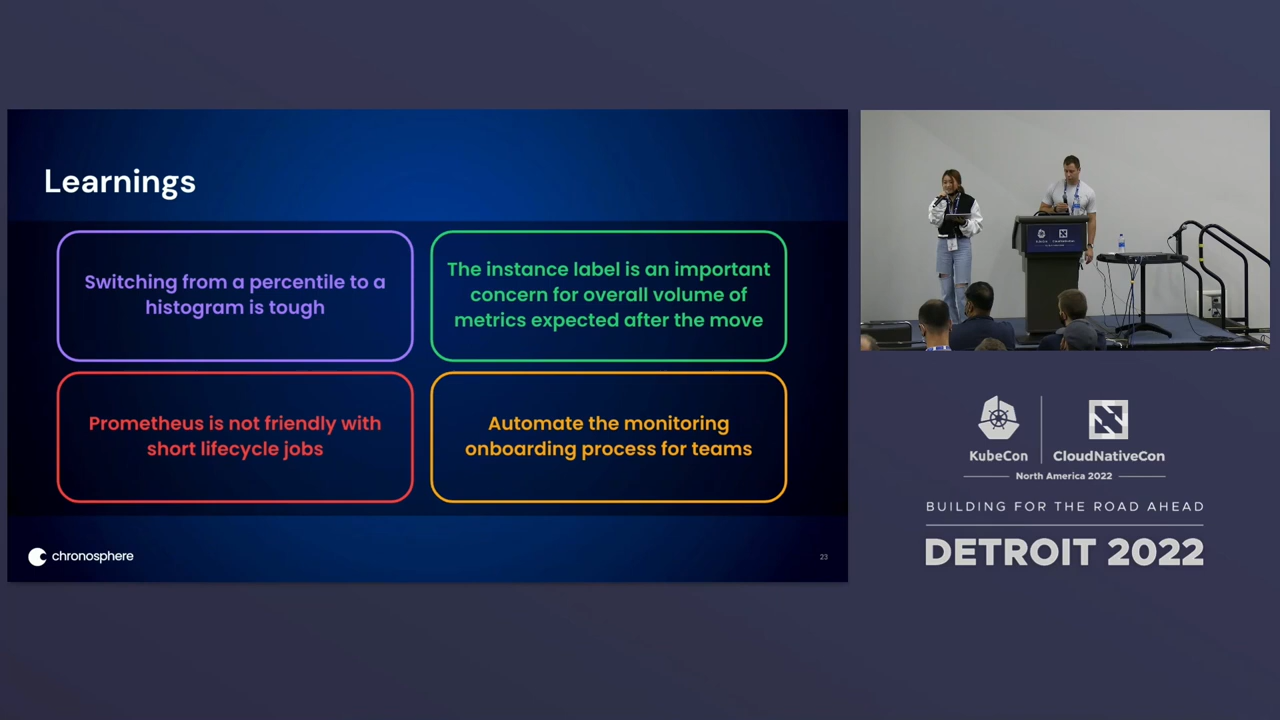 Learnings
Switching from a percentile to a
histogram is tough
The instance label is an important
concern for overall volume of
metrics expected after the move
Prometheus is not friendly with
short lifecycle jobs
Automate the monitoring
onboarding process for teams
chronosphere
23
KubeCon
CloudNativeCon
North America 2022
BUILDING FOR THE ROAD AHEAD
DETROIT 2022